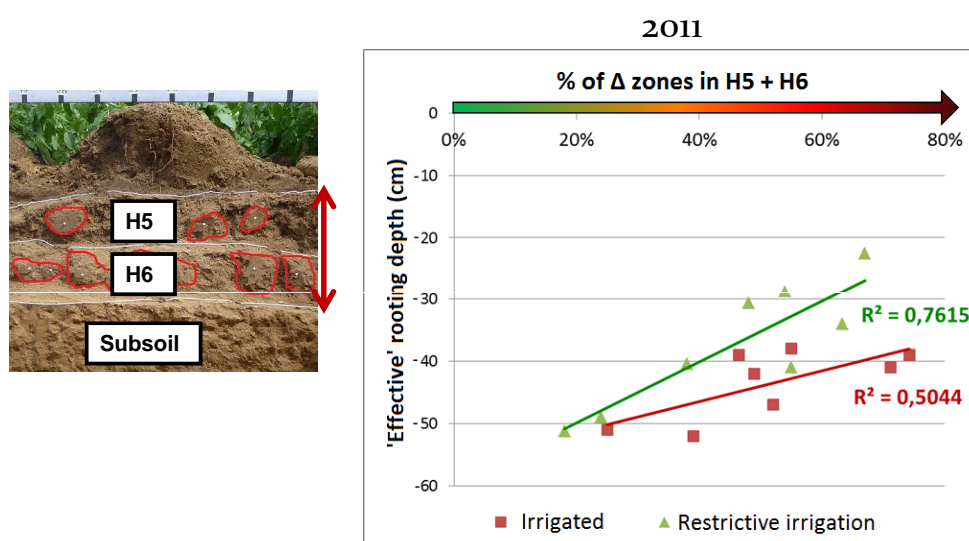 2011
% of Δ zones in H5 + H6
0
0%
20%
40%
60%
80%
-10
-20
-30
-40
-50
-60
'Effective' rooting depth (cm)
R² = 0,7615
R² = 0,5044
Irrigated
Restrictive irrigation
H5
H6
Subsoil